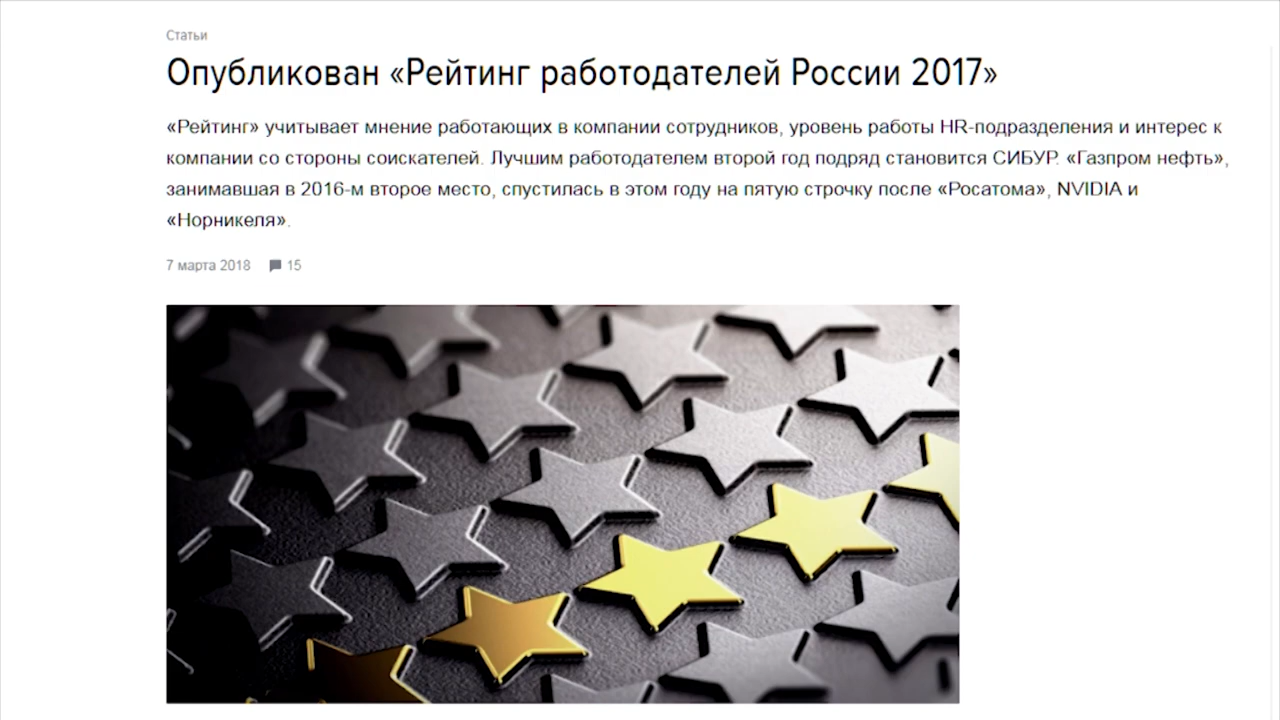 Статьи
Опубликован «Рейтинг работодателей России 2017»
«Рейтинг» учитывает мнение работающих в компании сотрудников, уровень работы HR-подразделения и интерес к
компании со стороны соискателей. Лучшим работодателем второй год подряд становится СИБУР. «Газпром нефть»,
занимавшая в 2016-м второе место, спустилась в этом году на пятую строчку после «Росатома», NVIDIA и
«Норникеля».
7 марта 2018 15